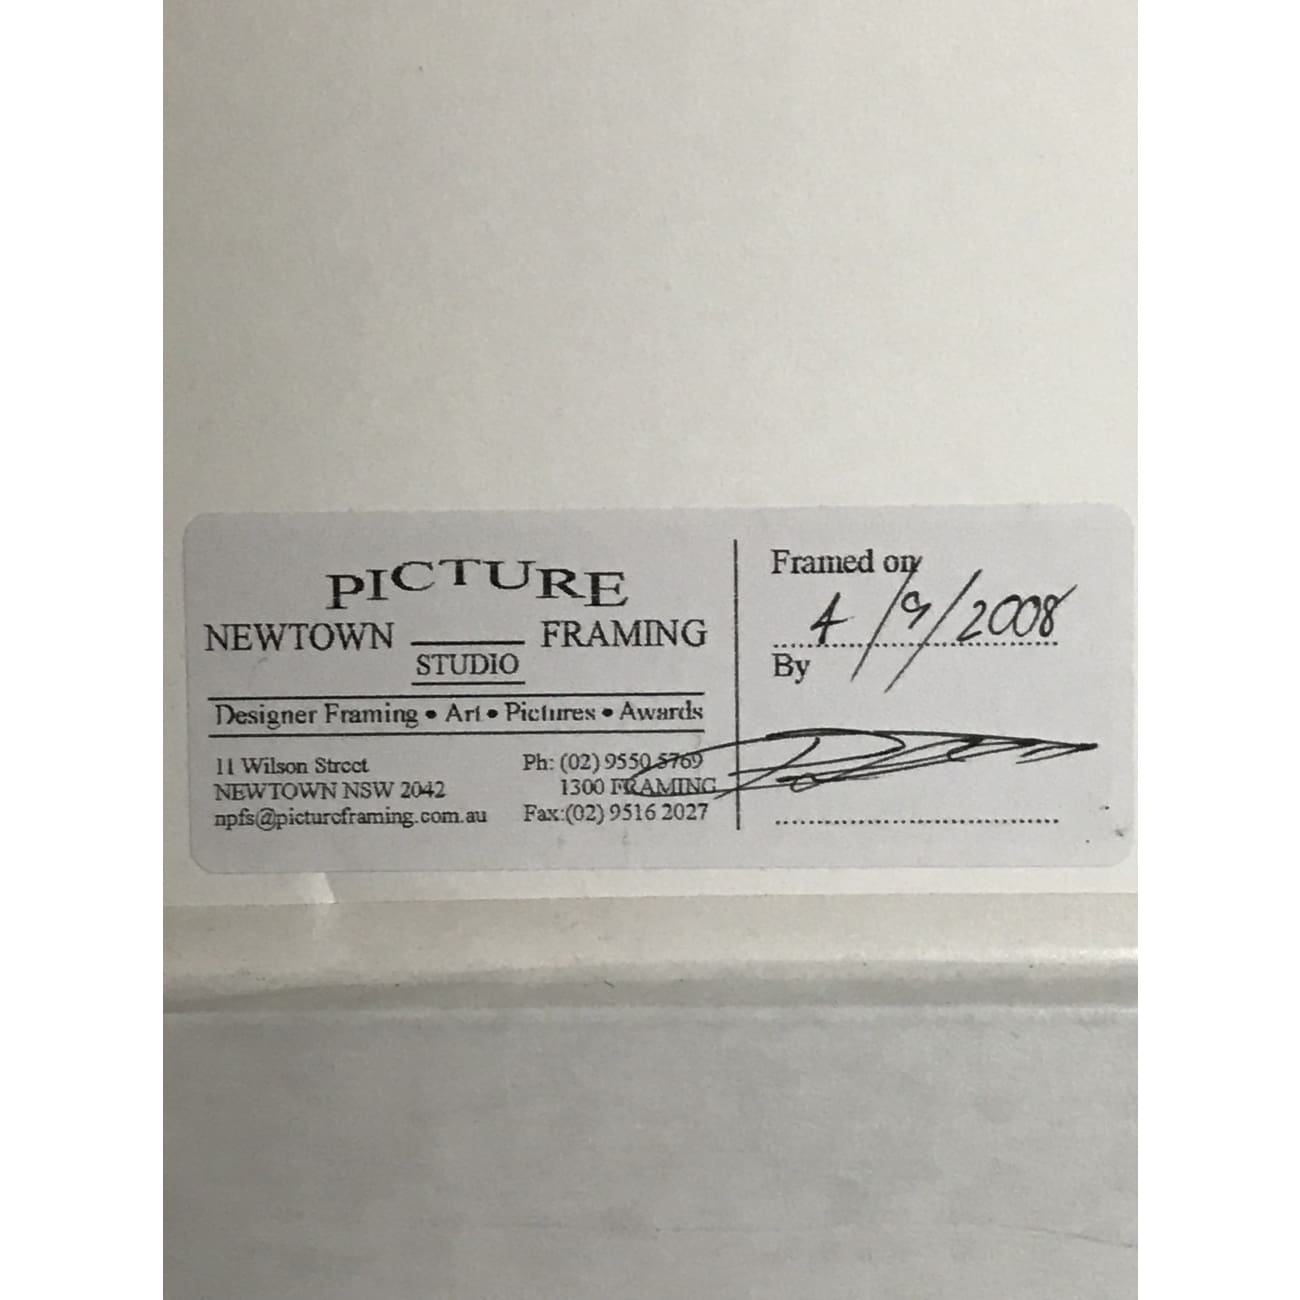 PICTURE
NEWTOWN FRAMING
STUDIO
Designer Framing • Art • Pictures • Awards
11 Wilson Street
NEWTOWN NSW 2042
npfs@pictureframing.com.au
Ph: (02) 9550 5769
1300 FRAMING
Fax:(02) 9516 2027
Framed on
4/9/2008
By